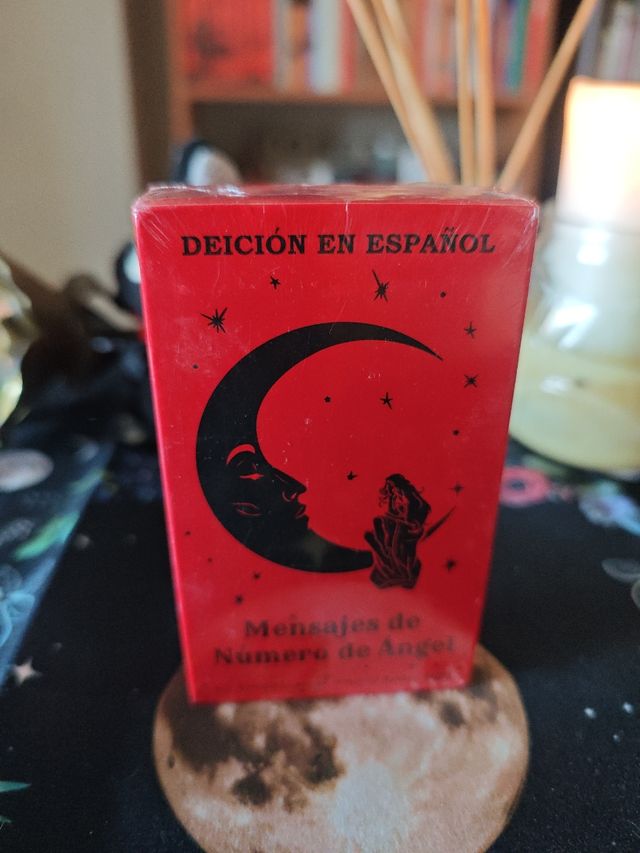 DEICIÓN EN ESPAÑOL
Mensajes de
Numero de Ángel